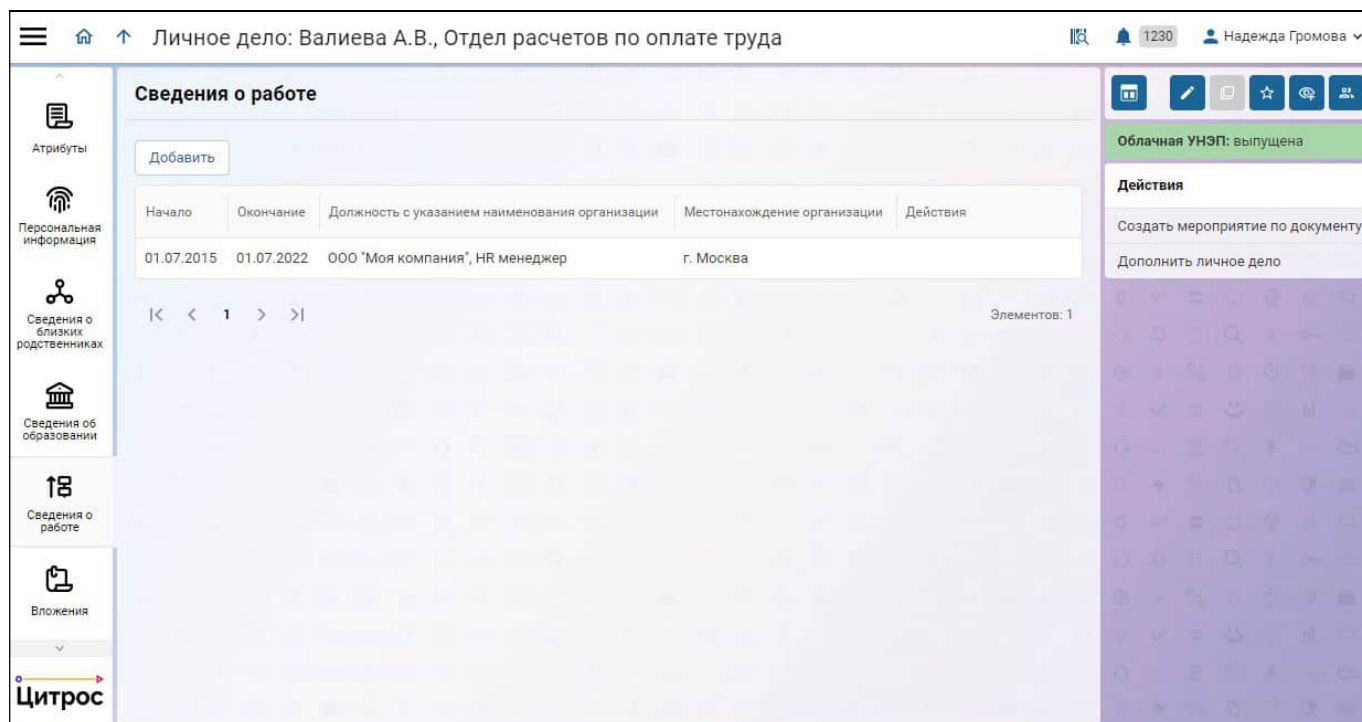 Личное дело: Валиева А.В., Отдел расчетов по оплате труда
1230
Надежда Громова
Атрибуты
Персональная
информация
Сведения о
близких
родственниках
Сведения об
образовании
Сведения о
работе
Вложения
Цитрос
Сведения о работе
Добавить
Начало Окончание Должность с указанием наименования организации Местонахождение организации Действия
01.07.2015 01.07.2022 ООО "Моя компания", HR менеджер г. Москва
1
Элементов: 1
Облачная УНЭП: выпущена
Действия
Создать мероприятие по документу
Дополнить личное дело